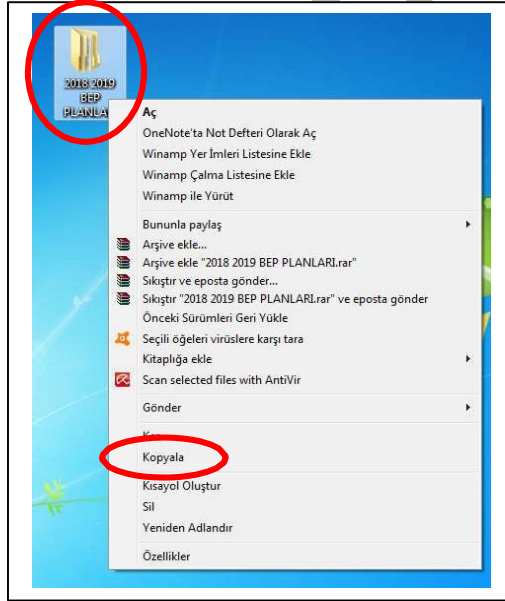 2018 2019
BEP
Aç
OneNote'ta Not Defteri Olarak Aç
Winamp Yer İmleri Listesine Ekle
Winamp Çalma Listesine Ekle
Winamp ile Yürüt
Bununla paylaş
Arşive ekle...
Arşive ekle "2018 2019 BEP PLANLARI.rar"
Sıkıştır ve eposta gönder...
Sıkıştır "2018 2019 BEP PLANLARI.rar" ve eposta gönder
Önceki Sürümleri Geri Yükle
Seçili öğeleri virüslere karşı tara
Kitaplığa ekle
Scan selected files with AntiVir
Gönder
Kopyala
Kısayol Oluştur
Sil
Yeniden Adlandır
Özellikler